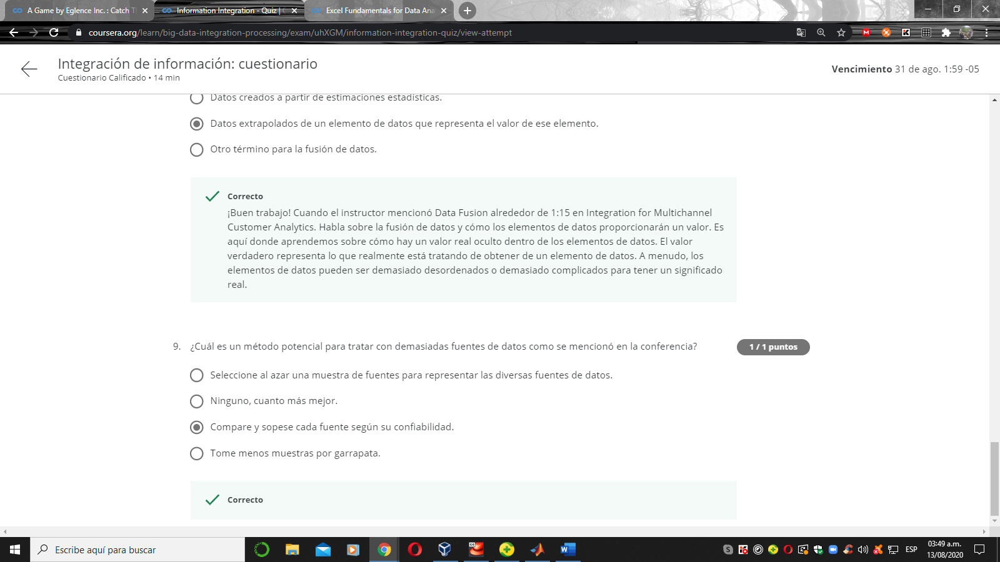 A Game by Eglence Inc. : Catch T
Information Integration - Quiz |
Excel Fundamentals for Data Ana
coursera.org/learn/big-data-integration-processing/exam/uhXGM/information-integration-quiz/view-attempt
Integración de información: cuestionario
Cuestionario Calificado • 14 min
Vencimiento 31 de ago. 1:59 -05
Datos creados a partir de estimaciones estadísticas.
Datos extrapolados de un elemento de datos que representa el valor de ese elemento.
Otro término para la fusión de datos.
Correcto
¡Buen trabajo! Cuando el instructor mencionó Data Fusion alrededor de 1:15 en Integration for Multichannel
Customer Analytics. Habla sobre la fusión de datos y cómo los elementos de datos proporcionarán un valor. Es
aquí donde aprendemos sobre cómo hay un valor real oculto dentro de los elementos de datos. El valor
verdadero representa lo que realmente está tratando de obtener de un elemento de datos. A menudo, los
elementos de datos pueden ser demasiado desordenados o demasiado complicados para tener un significado
real.
9. ¿Cuál es un método potencial para tratar con demasiadas fuentes de datos como se mencionó en la conferencia?
1 / 1 puntos
Seleccione al azar una muestra de fuentes para representar las diversas fuentes de datos.
Ninguno, cuanto más mejor.
Compare y sopese cada fuente según su confiabilidad.
Tome menos muestras por garrapata.
Correcto
Escribe aquí para buscar
ESP
03:49 a.m.
13/08/2020